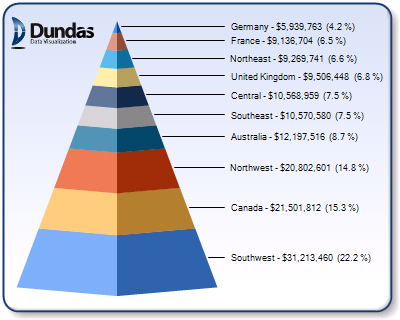 Dundas
Data Visualization
Germany - $5,939,763 (4.2 %)
France - $9,136,704 (6.5 %)
Northeast - $9,269,741 (6.6 %)
United Kingdom - $9,506,448 (6.8 %)
Central - $10,568,959 (7.5 %)
Southeast - $10,570,580 (7.5 %)
Australia - $12,197,516 (8.7 %)
Northwest - $20,802,601 (14.8 %)
Canada - $21,501,812 (15.3 %)
Southwest - $31,213,460 (22.2 %)